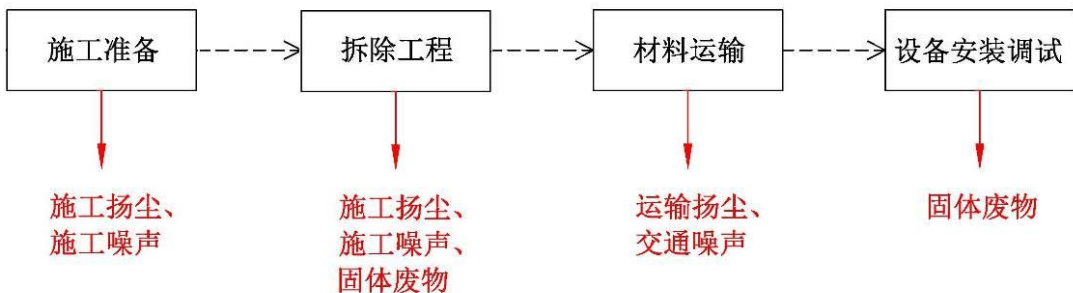 施工准备
拆除工程
材料运输
设备安装调试
施工扬尘、
施工噪声
施工扬尘、
施工噪声、
固体废物
运输扬尘、
交通噪声
固体废物